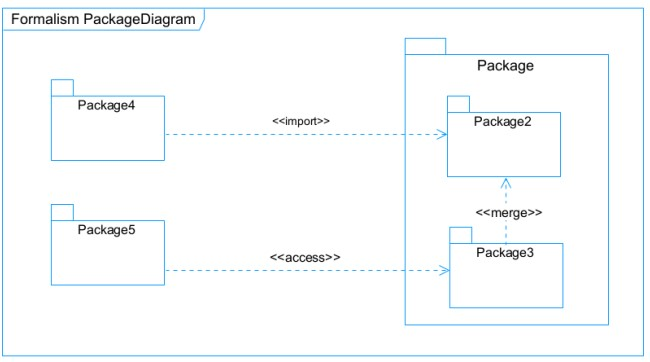 Formalism PackageDiagram
Package
Package4
<<import>>
Package2
<<merge>>
Package5
<<access>>
Package3